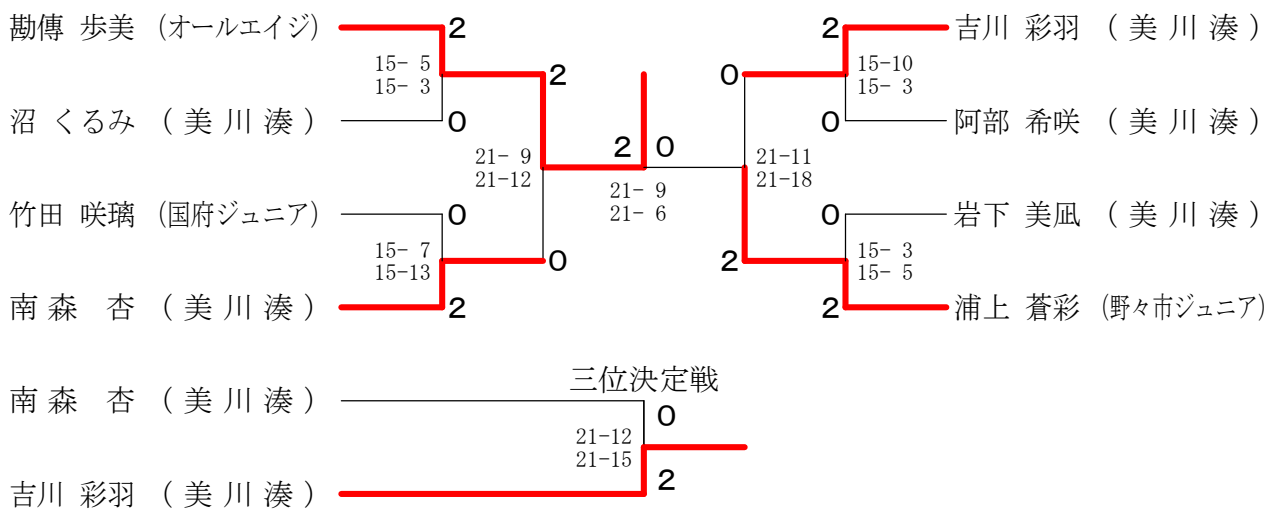 勘傳 歩美 (オールエイジ) 2 2 吉川 彩羽 ( 美 川 湊 )
15- 5 2 0 15-10
15- 3 15- 3
沼 くるみ ( 美 川 湊 ) 0 0 阿部 希咲 ( 美 川 湊 )
21- 9 2 0 21-11
21-12 21- 9 21-18
21- 6
竹田 咲璃 (国府ジュニア) 0 0 岩下 美凪 ( 美 川 湊 )
15- 7 0 2 15- 3
15-13 15- 5
南 森 杏 ( 美 川 湊 ) 2 2 浦上 蒼彩 (野々市ジュニア)
三位決定戦
南 森 杏 ( 美 川 湊 ) 0
21-12
21-15
吉川 彩羽 ( 美 川 湊 ) 2